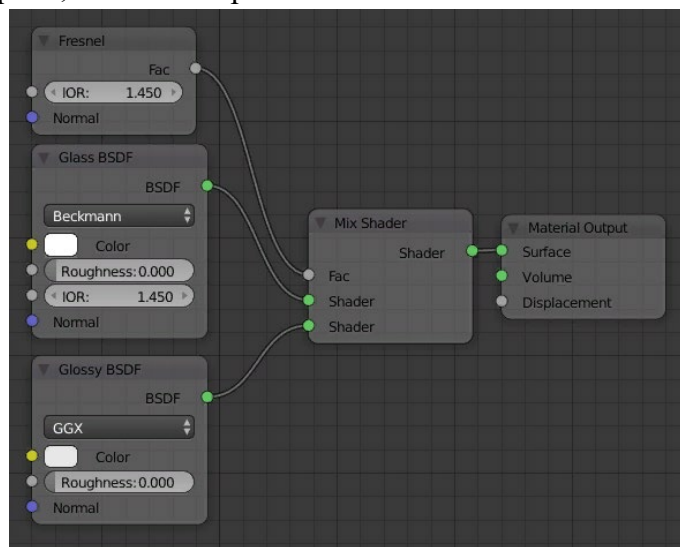 Fresnel
Fac
IOR: 1.450
Normal
Glass BSDF
BSDF
Beckmann
Color
Roughness: 0.000
IOR: 1.450
Normal
Glossy BSDF
BSDF
GGX
Color
Roughness: 0.000
Normal
Mix Shader
Shader
Fac
Shader
Shader
Material Output
Surface
Volume
Displacement